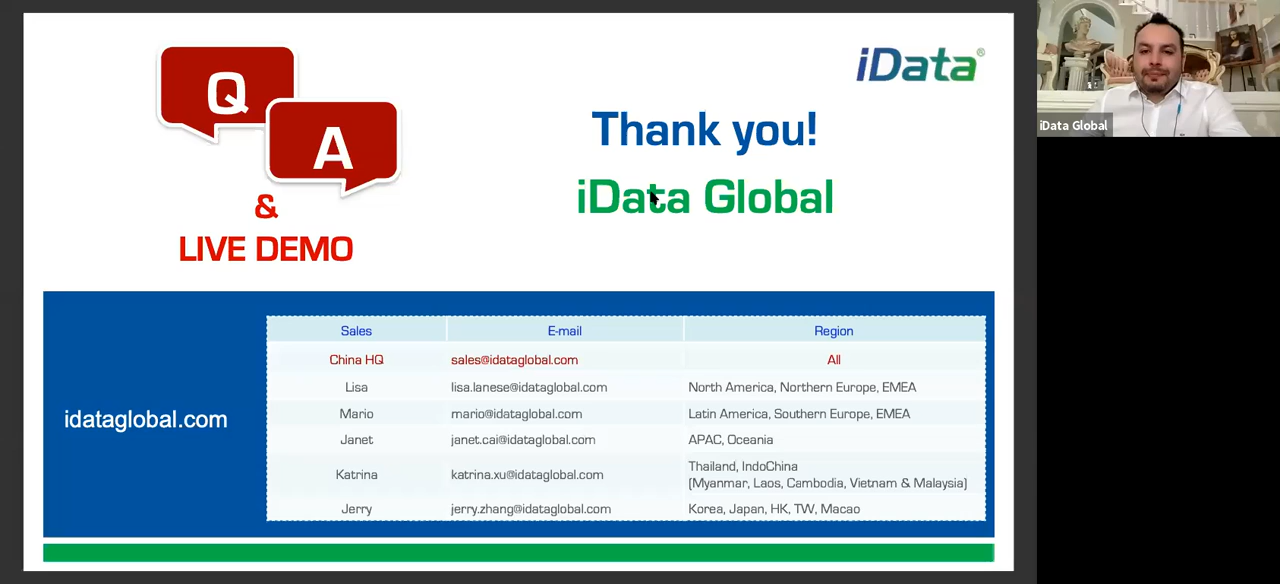 Q
A
&
LIVE DEMO
iData®
Thank you!
iData Global
idataglobal.com
Sales E-mail Region
China HQ sales@idataglobal.com All
Lisa lisa.lanese@idataglobal.com North America, Northern Europe, EMEA
Mario mario@idataglobal.com Latin America, Southern Europe, EMEA
Janet janet.cai@idataglobal.com APAC, Oceania
Katrina katrina.xu@idataglobal.com Thailand, IndoChina
(Myanmar, Laos, Cambodia, Vietnam & Malaysia)
Jerry jerry.zhang@idataglobal.com Korea, Japan, HK, TW, Macao
iData Global